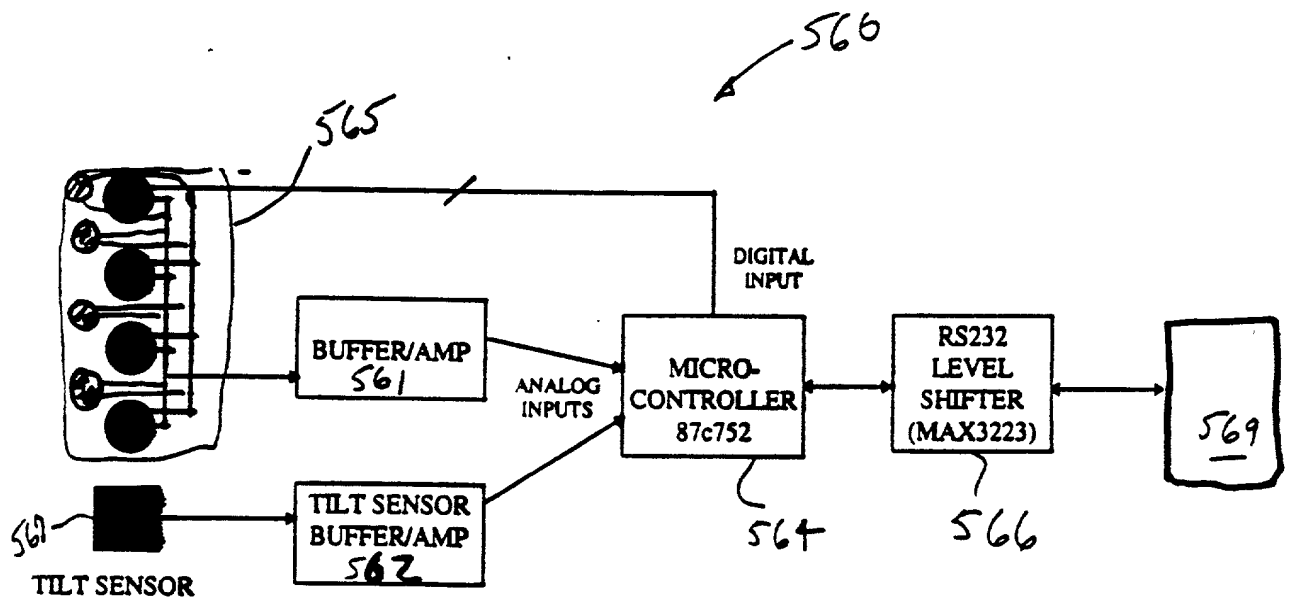 560
565
DIGITAL
INPUT
BUFFER/AMP
561
ANALOG
INPUTS
MICRO-
CONTROLLER
87c752
RS232
LEVEL
SHIFTER
(MAX3223)
569
564
566
TILT SENSOR
BUFFER/AMP
562
TILT SENSOR